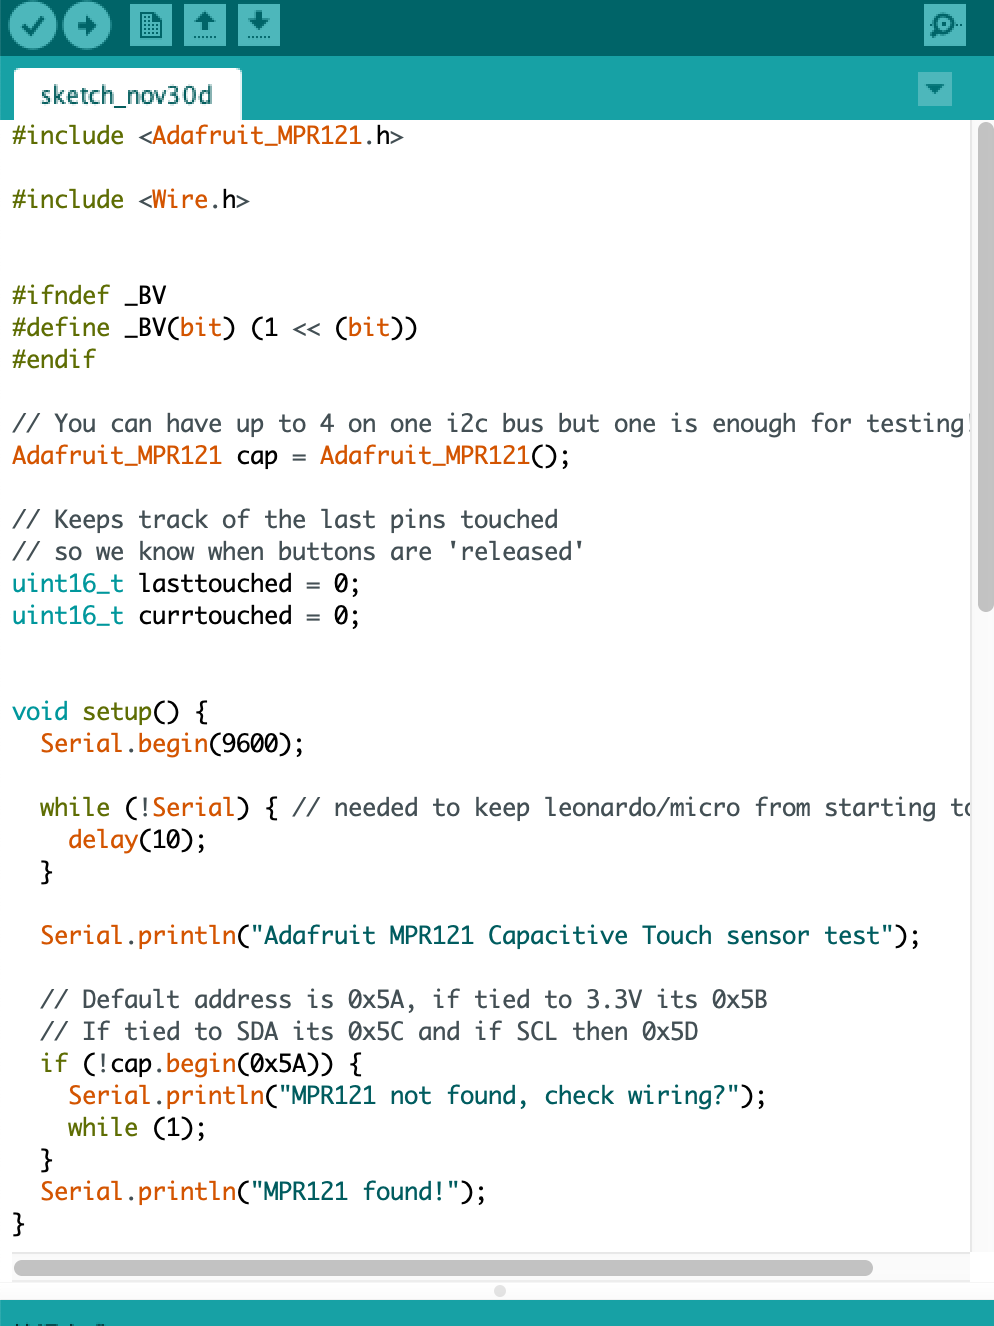 sketch_nov30d
#include <Adafruit_MPR121.h>
#include <Wire.h>
#ifndef _BV
#define _BV(bit) (1 << (bit))
#endif
// You can have up to 4 on one i2c bus but one is enough for testing!
Adafruit_MPR121 cap = Adafruit_MPR121();
// Keeps track of the last pins touched
// so we know when buttons are 'released'
uint16_t lasttouched = 0;
uint16_t currtouched = 0;
void setup() {
  Serial.begin(9600);
  while (!Serial) { // needed to keep leonardo/micro from starting
    delay(10);
  }
  Serial.println("Adafruit MPR121 Capacitive Touch sensor test");
  // Default address is 0x5A, if tied to 3.3V its 0x5B
  // If tied to SDA its 0x5C and if SCL then 0x5D
  if (!cap.begin(0x5A)) {
    Serial.println("MPR121 not found, check wiring?");
    while (1);
  }
  Serial.println("MPR121 found!");
}